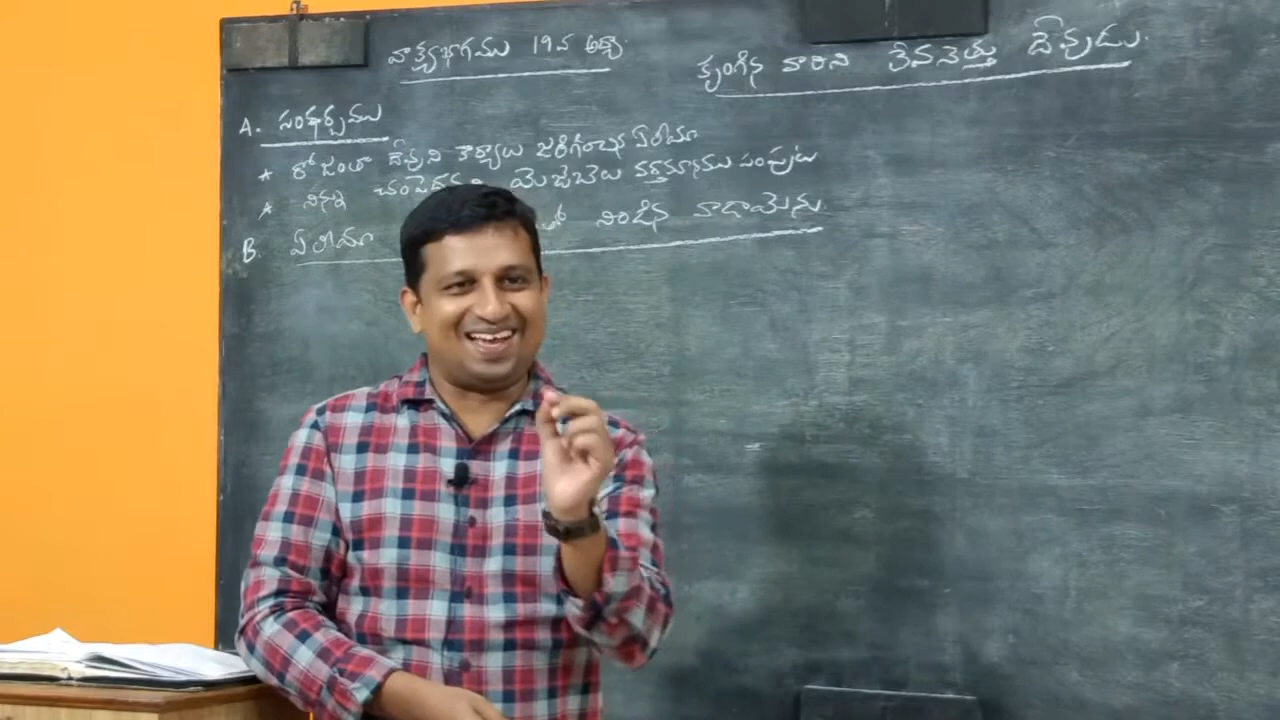 వాక్యభాగము 19వ అధ్యా.
కృంగిన వారిని లేవనెత్తు దేవుడు.
A. సందర్భము
* రోజంతా దేవుని కార్యాలు జరిగించిన ఏలీయా
* నిన్ను చంపెదనని యెజెబెలు వర్తమానము పంపుట
B. ఏలీయా నిండిన వాడాయెను.